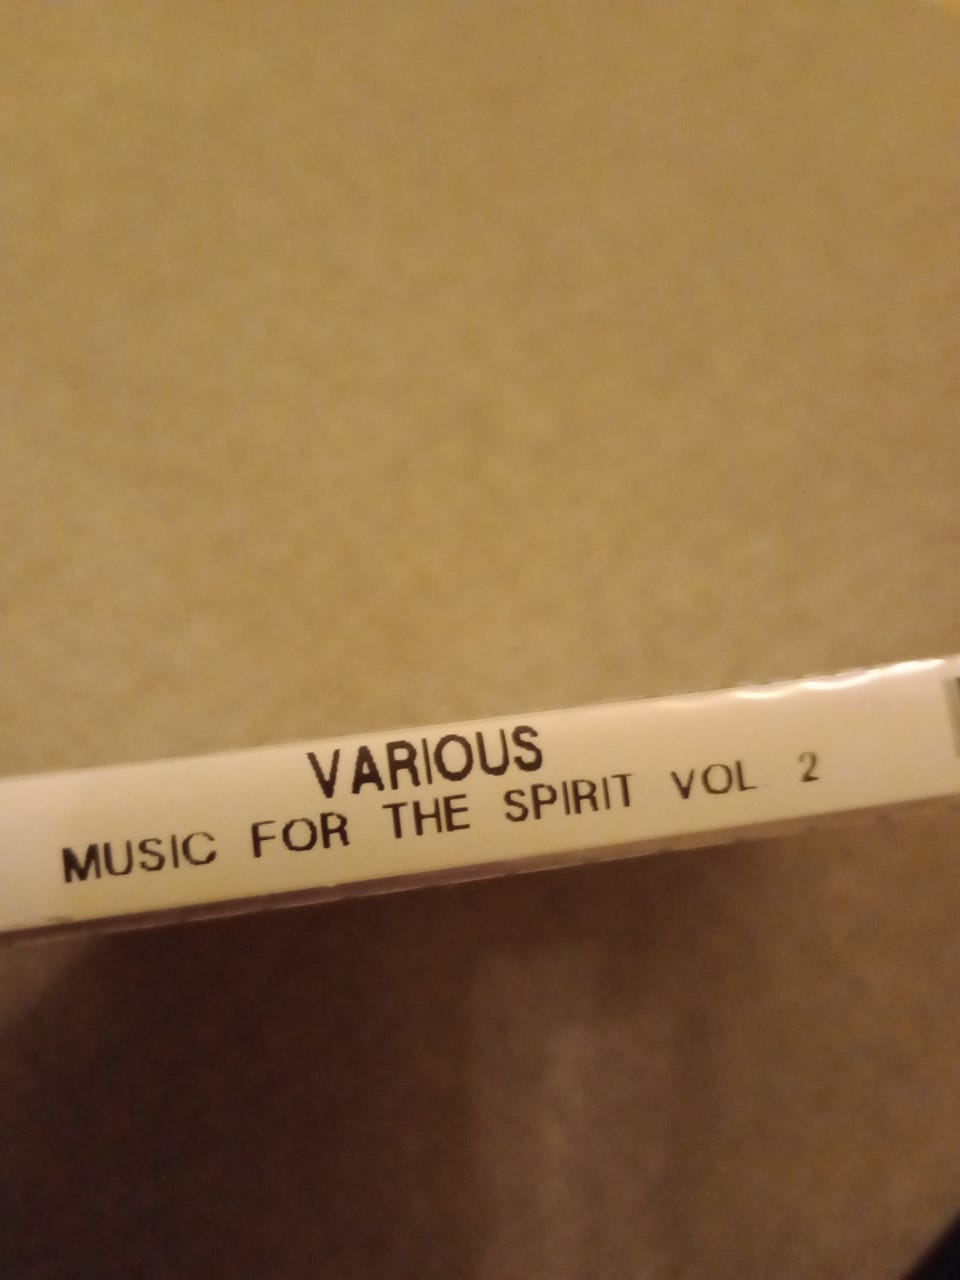 VARIOUS
MUSIC FOR THE SPIRIT VOL 2